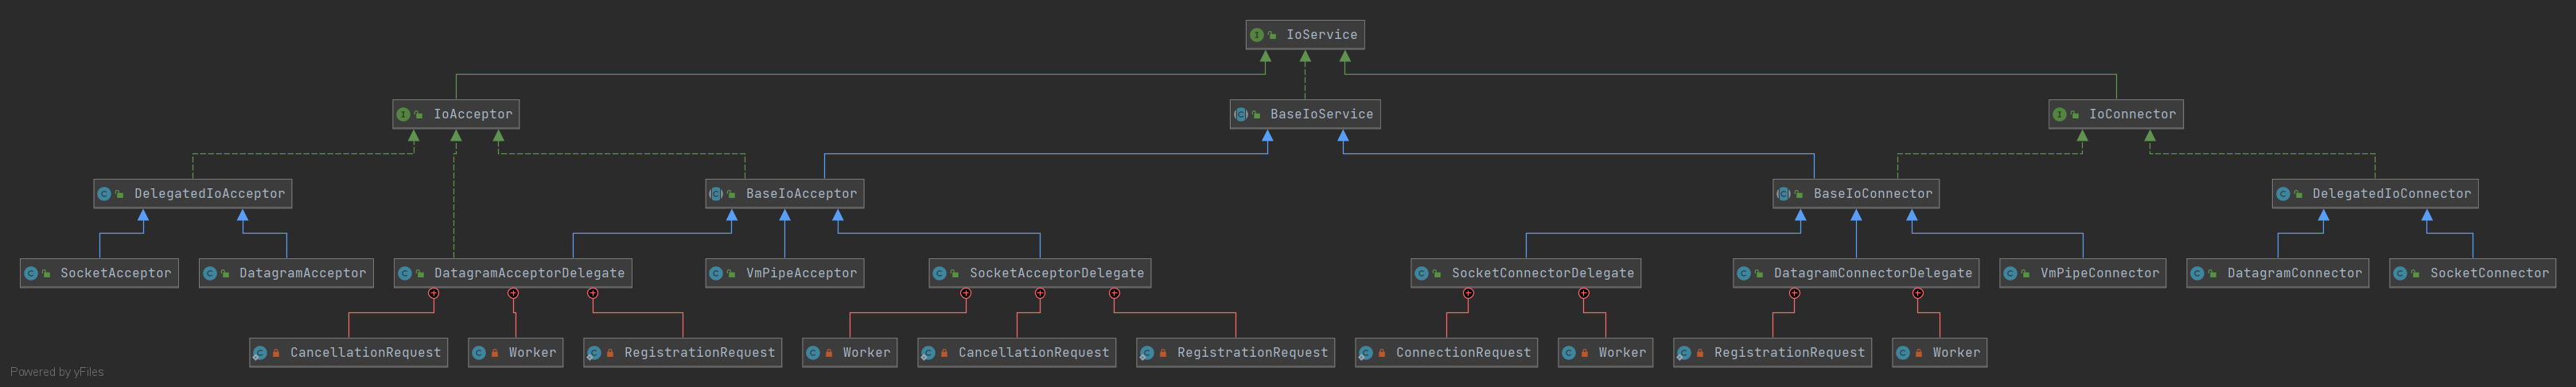 IoService
IoAcceptor
BaseIoService
IoConnector
DelegatedIoAcceptor
BaseIoAcceptor
BaseIoConnector
DelegatedIoConnector
SocketAcceptor
DatagramAcceptor
DatagramAcceptorDelegate
VmPipeAcceptor
SocketAcceptorDelegate
SocketConnectorDelegate
DatagramConnectorDelegate
VmPipeConnector
DatagramConnector
SocketConnector
CancellationRequest
Worker
RegistrationRequest
Worker
CancellationRequest
RegistrationRequest
ConnectionRequest
Worker
RegistrationRequest
Worker
Powered by yFiles